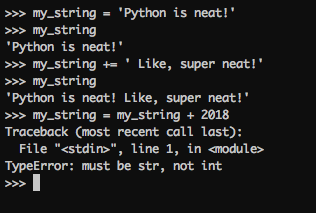 >>> my_string = 'Python is neat!'
>>> my_string
'Python is neat!'
>>> my_string += ' Like, super neat!'
>>> my_string
'Python is neat! Like, super neat!'
>>> my_string = my_string + 2018
Traceback (most recent call last):
  File "<stdin>", line 1, in <module>
TypeError: must be str, not int
>>>